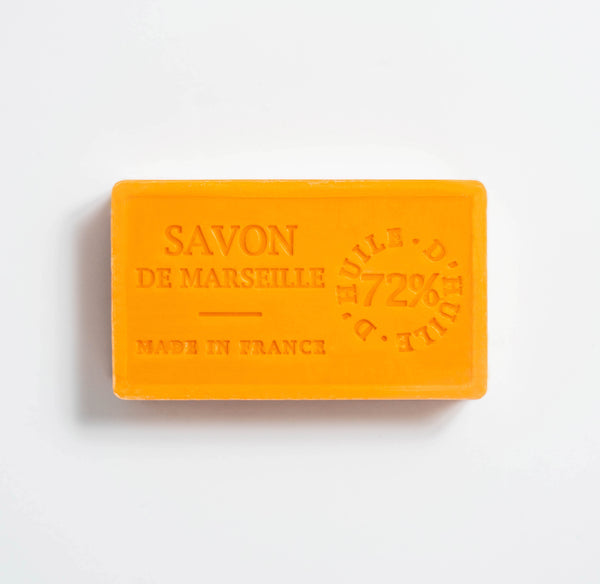 SAVON
DE MARSEILLE
MADE IN FRANCE
D'HUILE · D'HUILE ·
72%